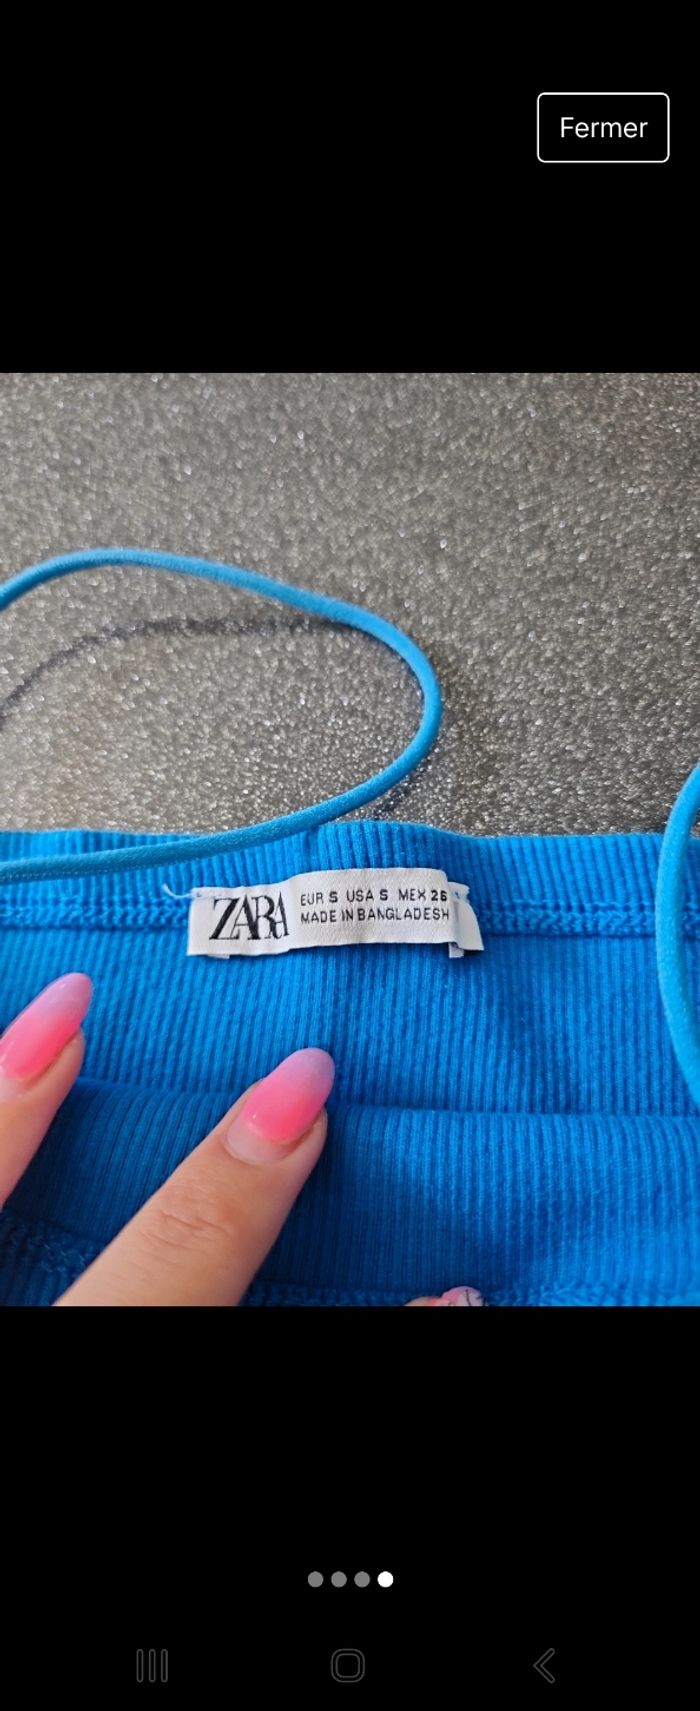 Fermer
ZARA
EUR S USA S MEX 26
MADE IN BANGLADESH